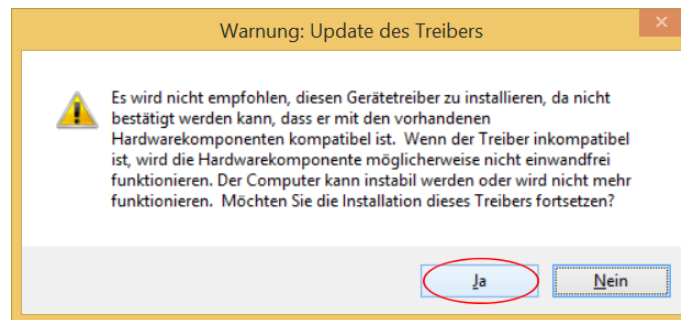 Warnung: Update des Treibers
Es wird nicht empfohlen, diesen Gerätetreiber zu installieren, da nicht
bestätigt werden kann, dass er mit den vorhandenen
Hardwarekomponenten kompatibel ist.  Wenn der Treiber inkompatibel
ist, wird die Hardwarekomponente möglicherweise nicht einwandfrei
funktionieren. Der Computer kann instabil werden oder wird nicht mehr
funktionieren.  Möchten Sie die Installation dieses Treibers fortsetzen?
Ja Nein